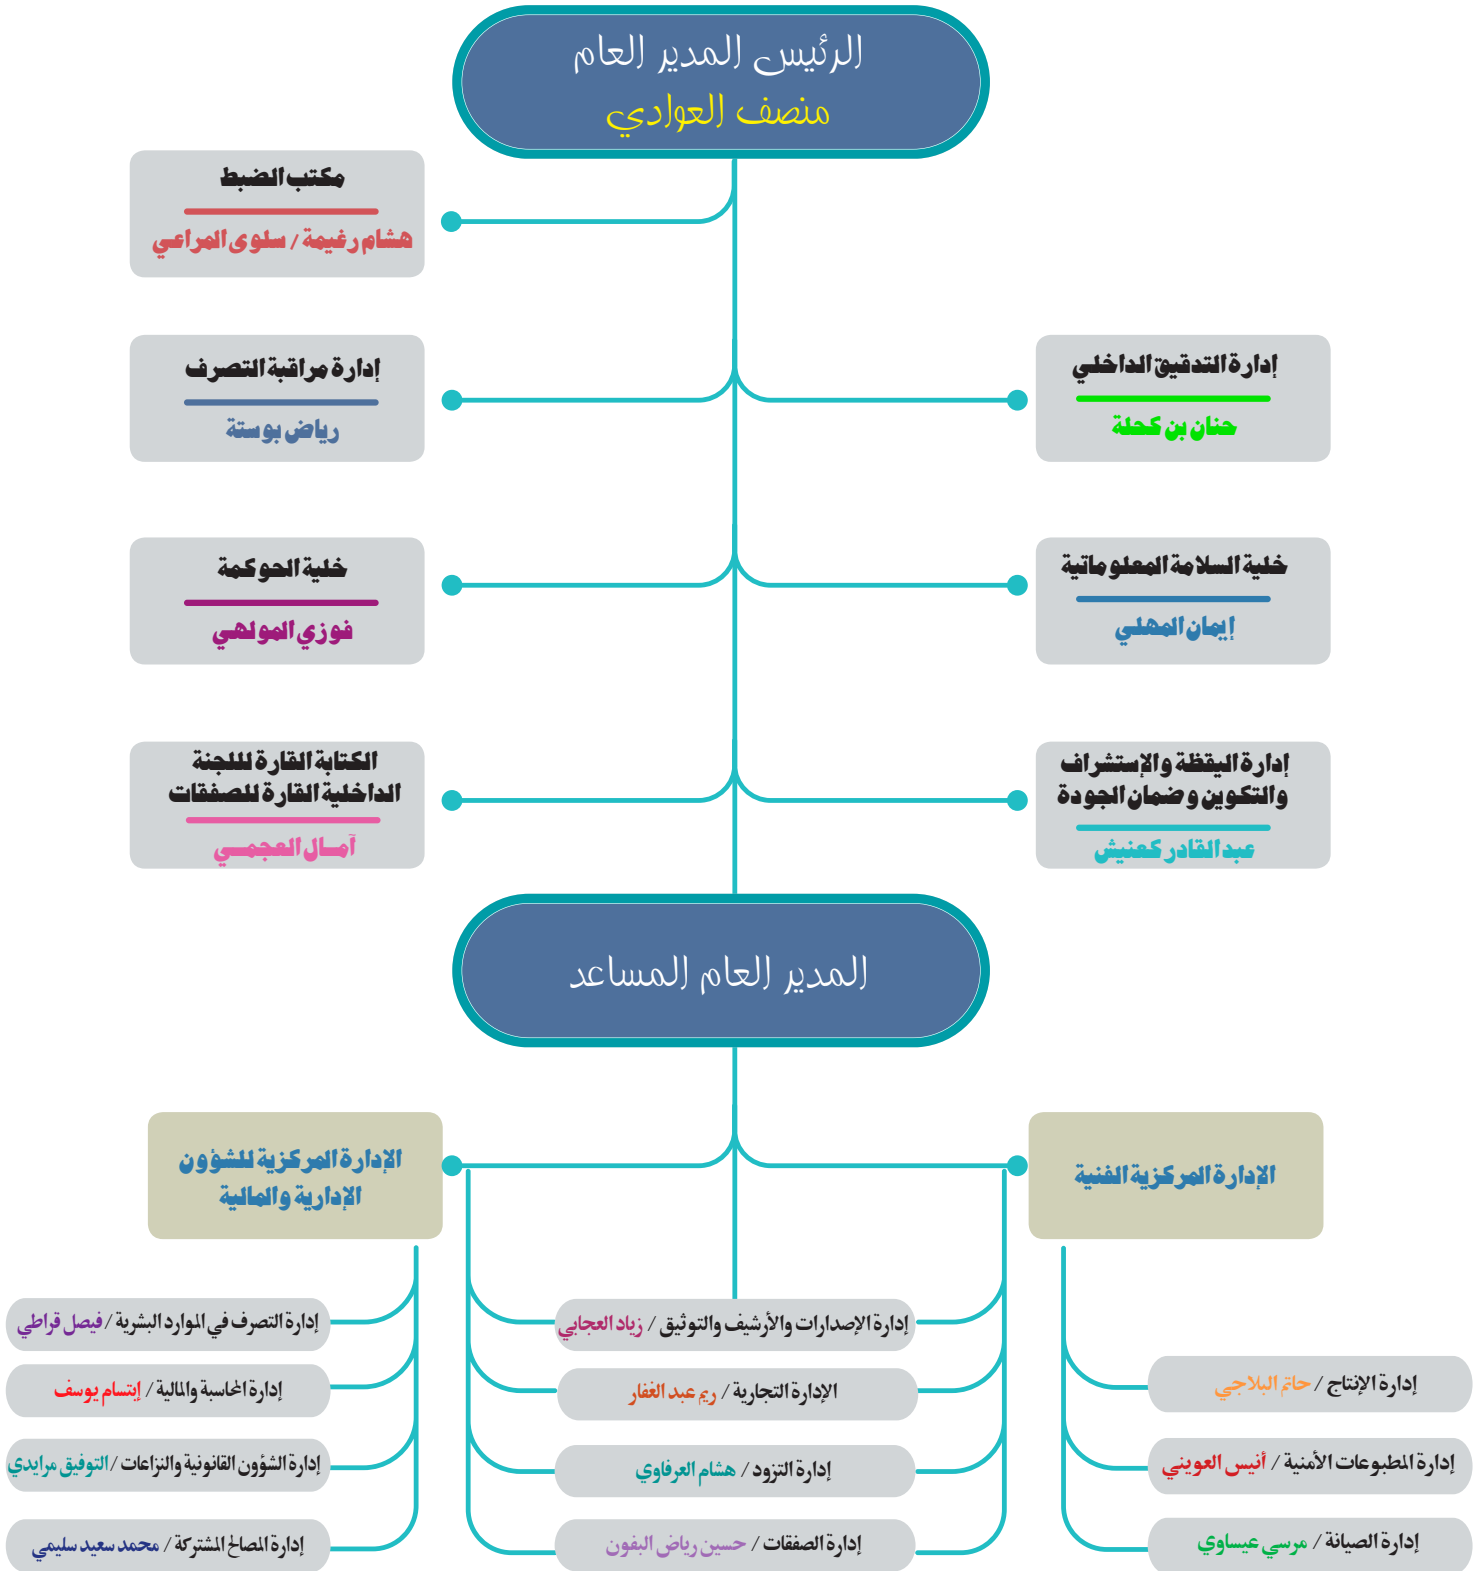 الرئيس المدير العام
منصف العوادي
مكتب الضبط
هشام رغيمة / سلوى المراعي
إدارة التدقيق الداخلي
حنان بن كحلة
إدارة مراقبة التصرف
رياض بوستة
خلية السلامة المعلوماتية
إيمان المهلي
خلية الحوكمة
فوزي المولهي
إدارة اليقظة والإستشراف
والتكوين وضمان الجودة
عبد القادر كعنيش
الكتابة القارة لللجنة
الداخلية القارة للصفقات
آمــال العجمــي
المدير العام المساعد
الإدارة المركزية الفنية
الإدارة المركزية للشؤون
الإدارية والمالية
إدارة الإنتاج / حاتم البلاجي
إدارة المطبوعات الأمنية / أنيس العويني
إدارة الصيانة / مرسي عيساوي
إدارة الإصدارات والأرشيف والتوثيق / زياد العجابي
الإدارة التجارية / ريم عبد الغفار
إدارة التزود / هشام العرفاوي
إدارة الصفقات / حسين رياض البفون
إدارة التصرف في الموارد البشرية / فيصل قراطي
إدارة المحاسبة والمالية / إبتسام يوسف
إدارة الشؤون القانونية والنزاعات / التوفيق مرايدي
إدارة المصالح المشتركة / محمد سعيد سليمي